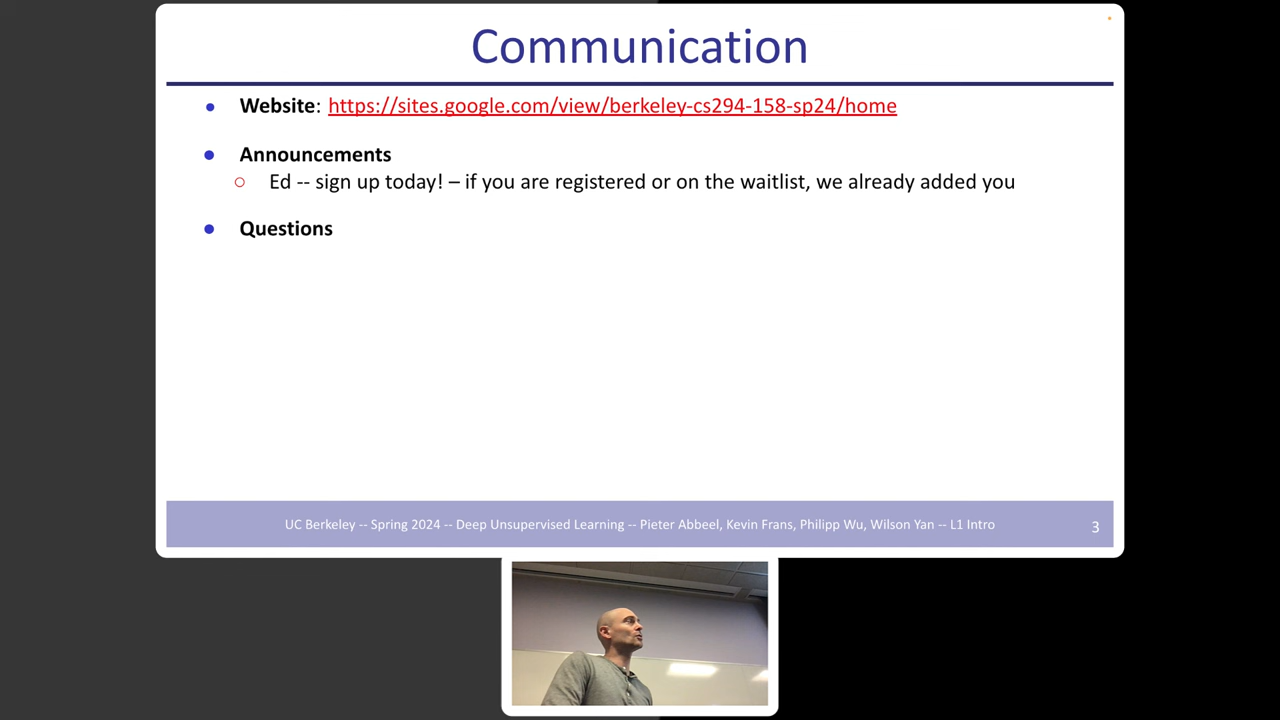 Communication
Website: https://sites.google.com/view/berkeley-cs294-158-sp24/home
Announcements
Ed -- sign up today! – if you are registered or on the waitlist, we already added you
Questions
UC Berkeley -- Spring 2024 -- Deep Unsupervised Learning -- Pieter Abbeel, Kevin Frans, Philipp Wu, Wilson Yan -- L1 Intro
3